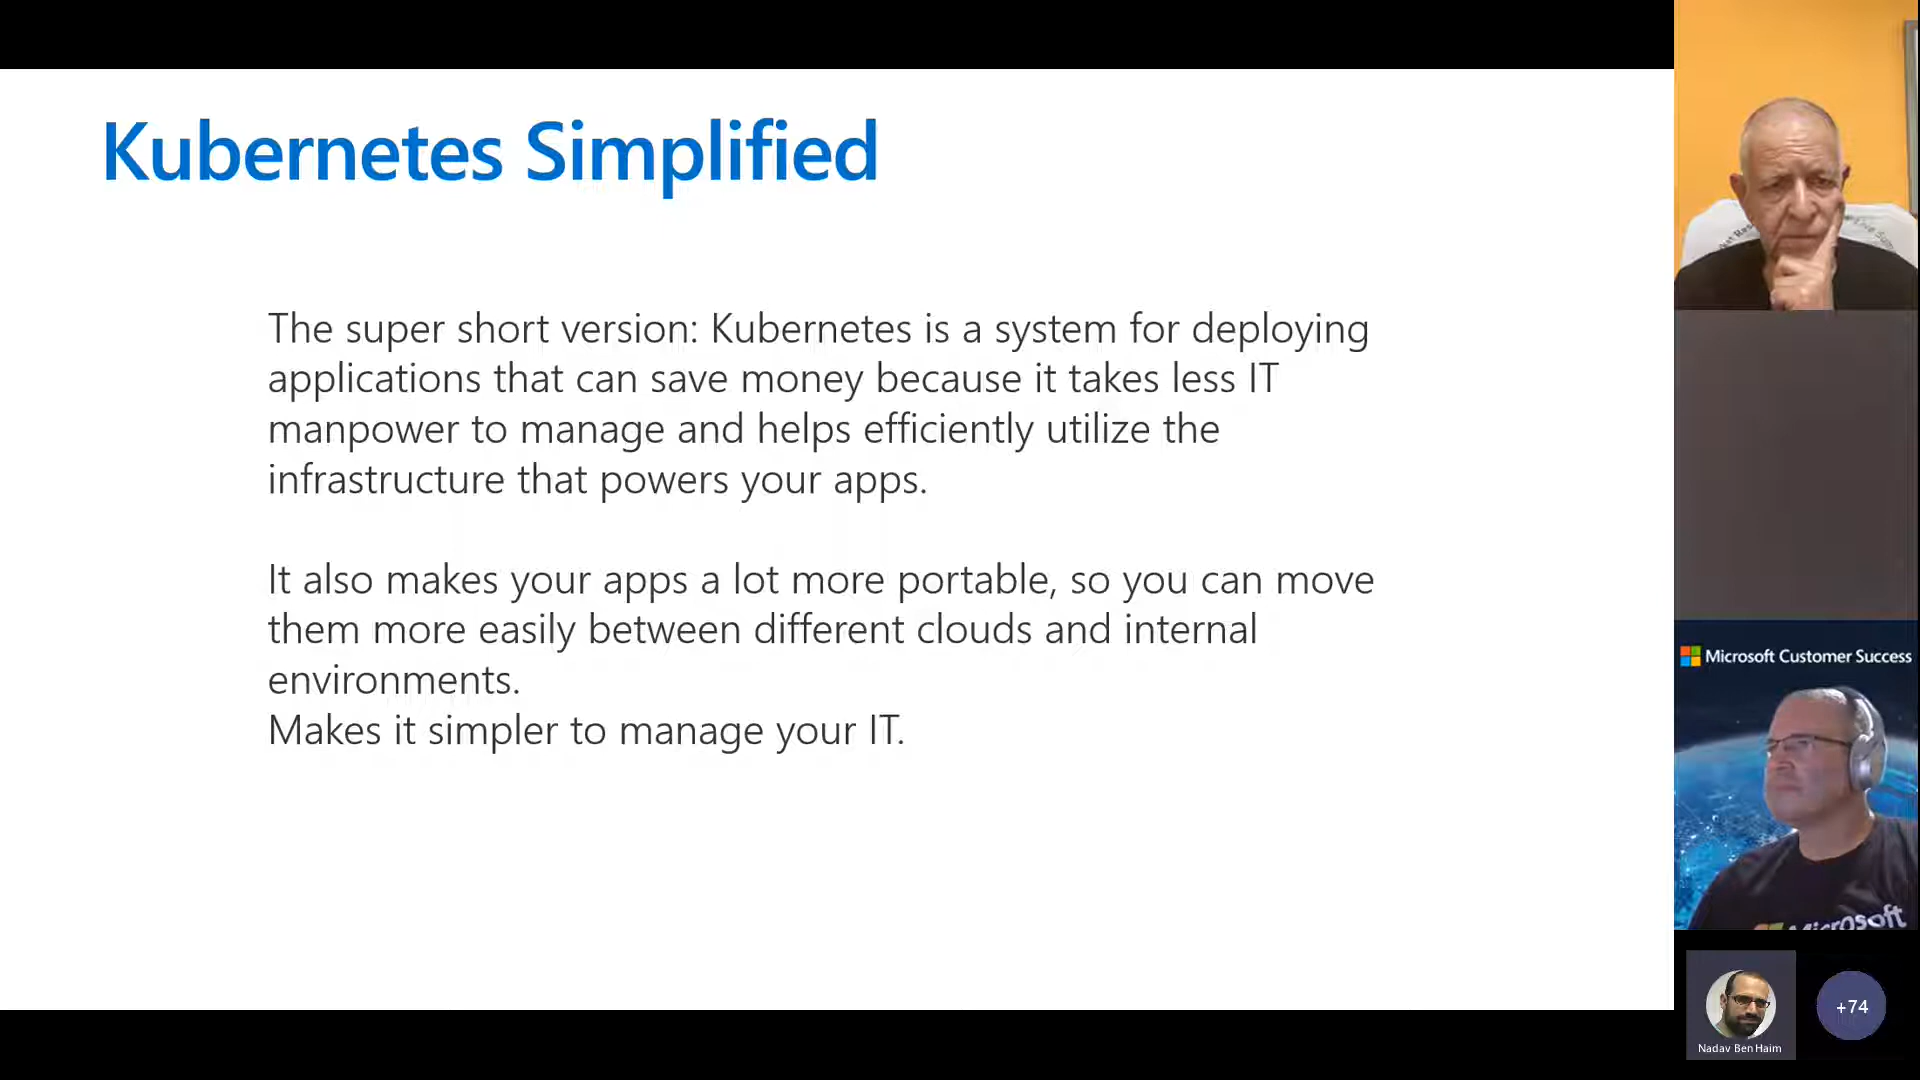 Kubernetes Simplified
The super short version: Kubernetes is a system for deploying
applications that can save money because it takes less IT
manpower to manage and helps efficiently utilize the
infrastructure that powers your apps.
It also makes your apps a lot more portable, so you can move
them more easily between different clouds and internal
environments.
Makes it simpler to manage your IT.
Microsoft Customer Success
Microsoft
Nadav Ben Haim
+74